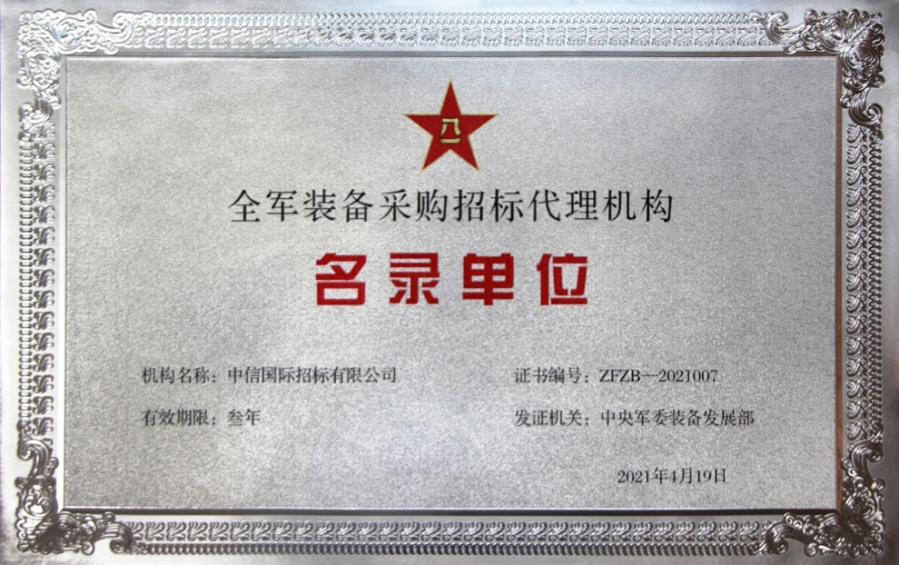 八一
全军装备采购招标代理机构
名录单位
机构名称：中信国际招标有限公司
证书编号：ZFZB—2021007
有效期限：叁年
发证机关：中央军委装备发展部
2021年4月19日